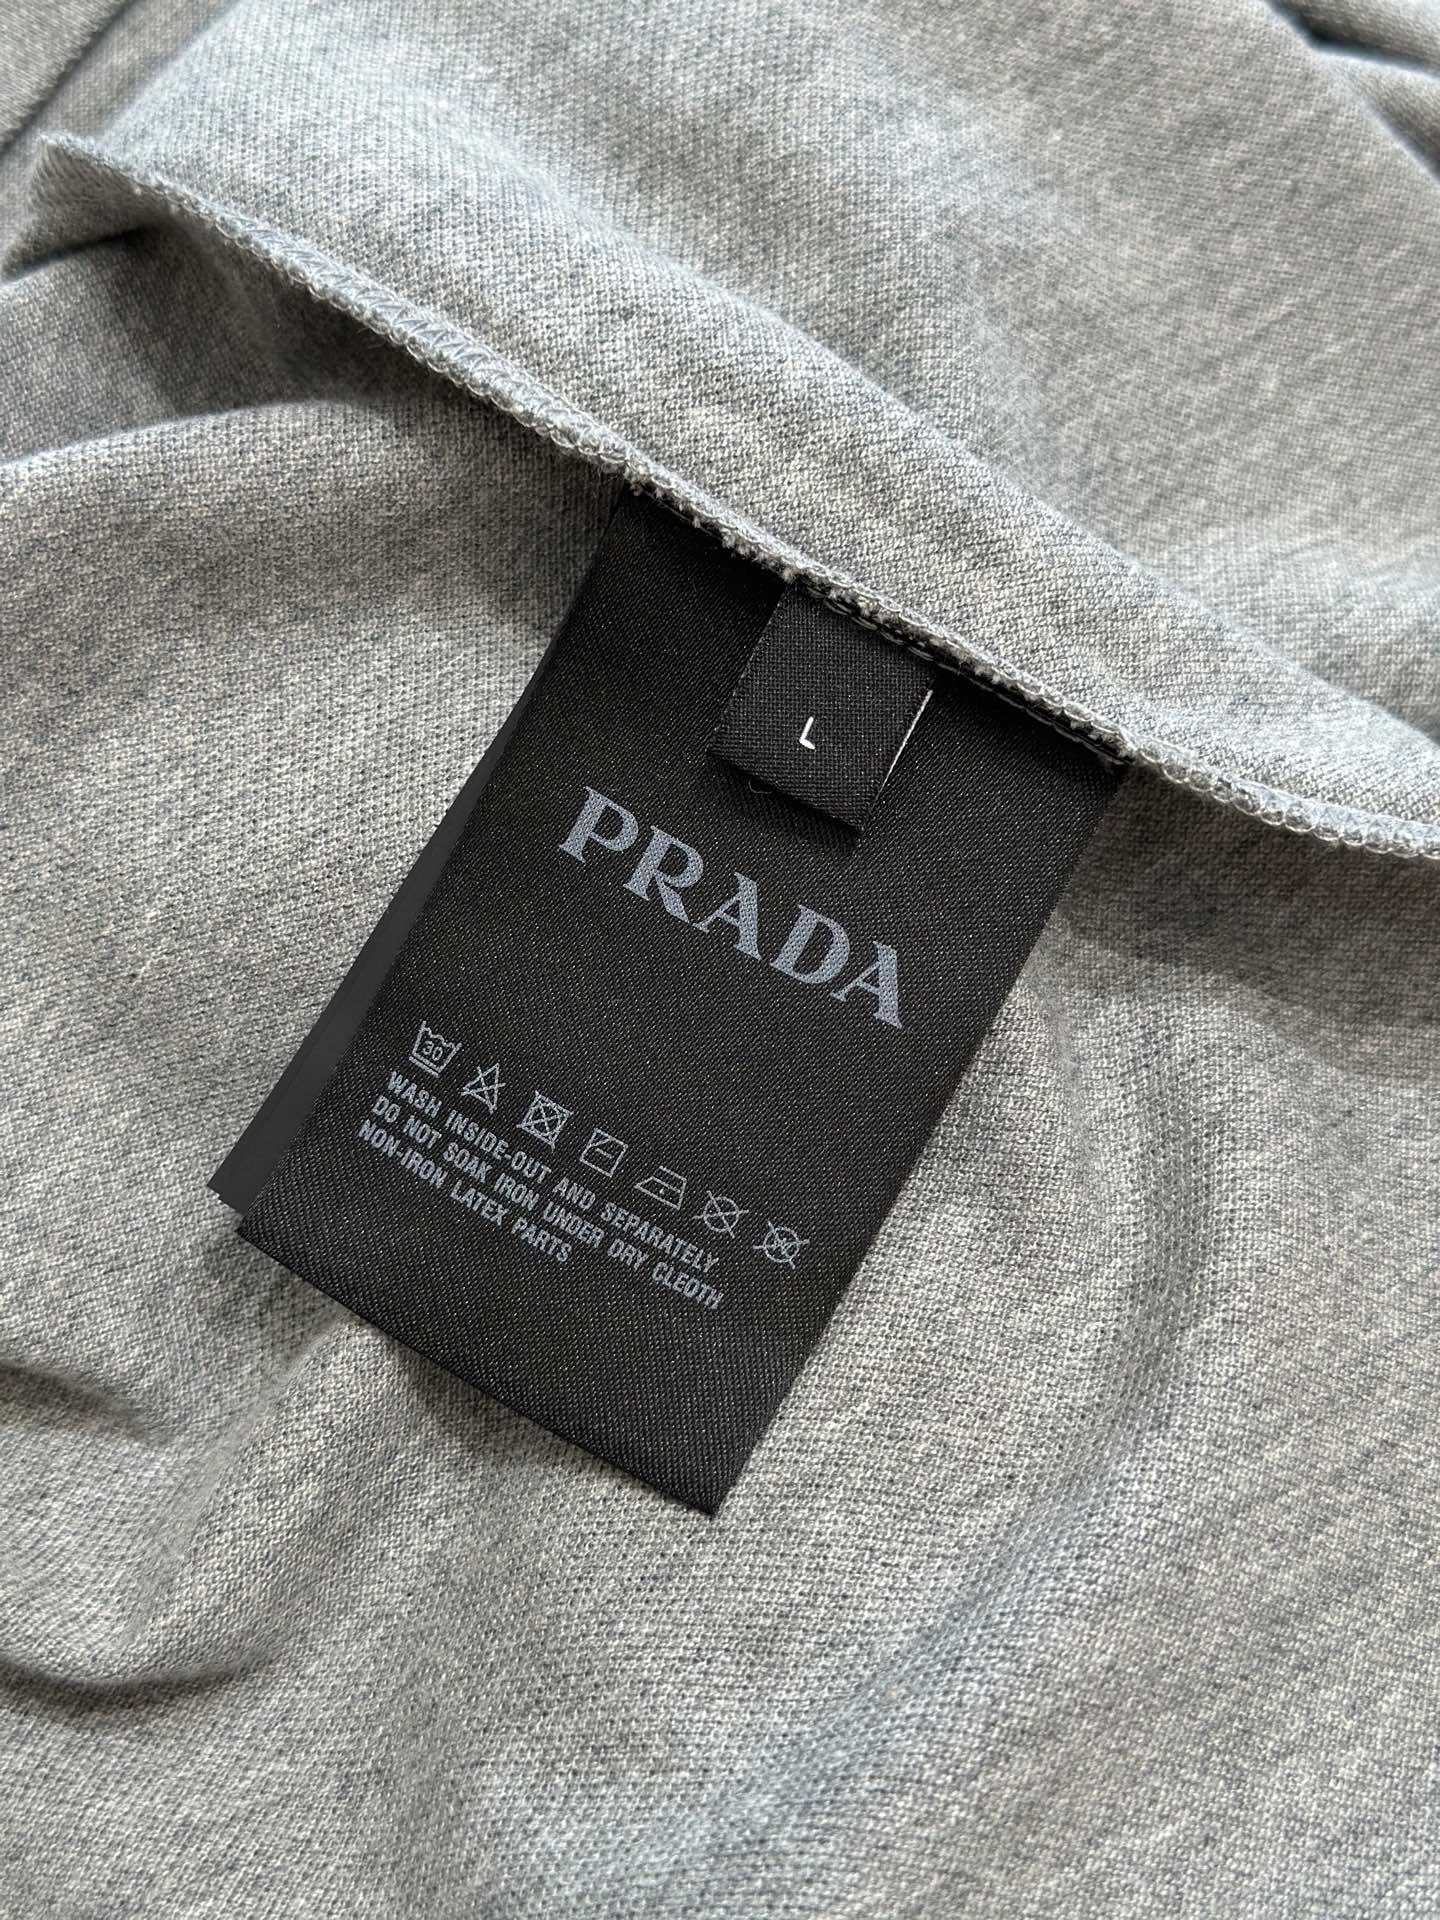 L
PRADA
30
WASH INSIDE-OUT AND SEPARATELY
DO NOT SOAK IRON UNDER DRY CLEOTH
NON-IRON LATEX PARTS